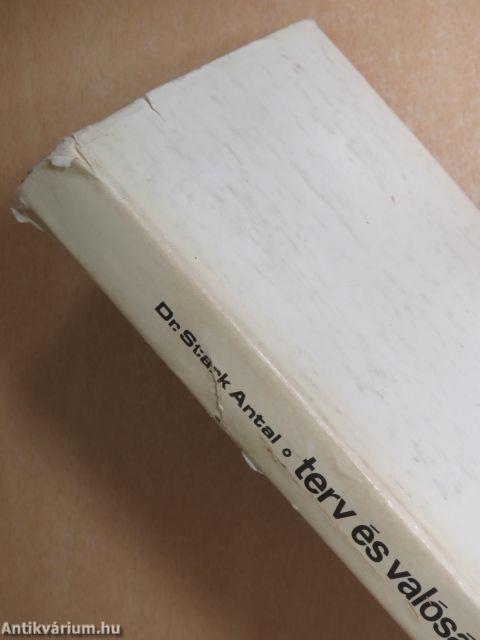 Dr. Stark Antal o terv és valósá
Antikvárium.hu